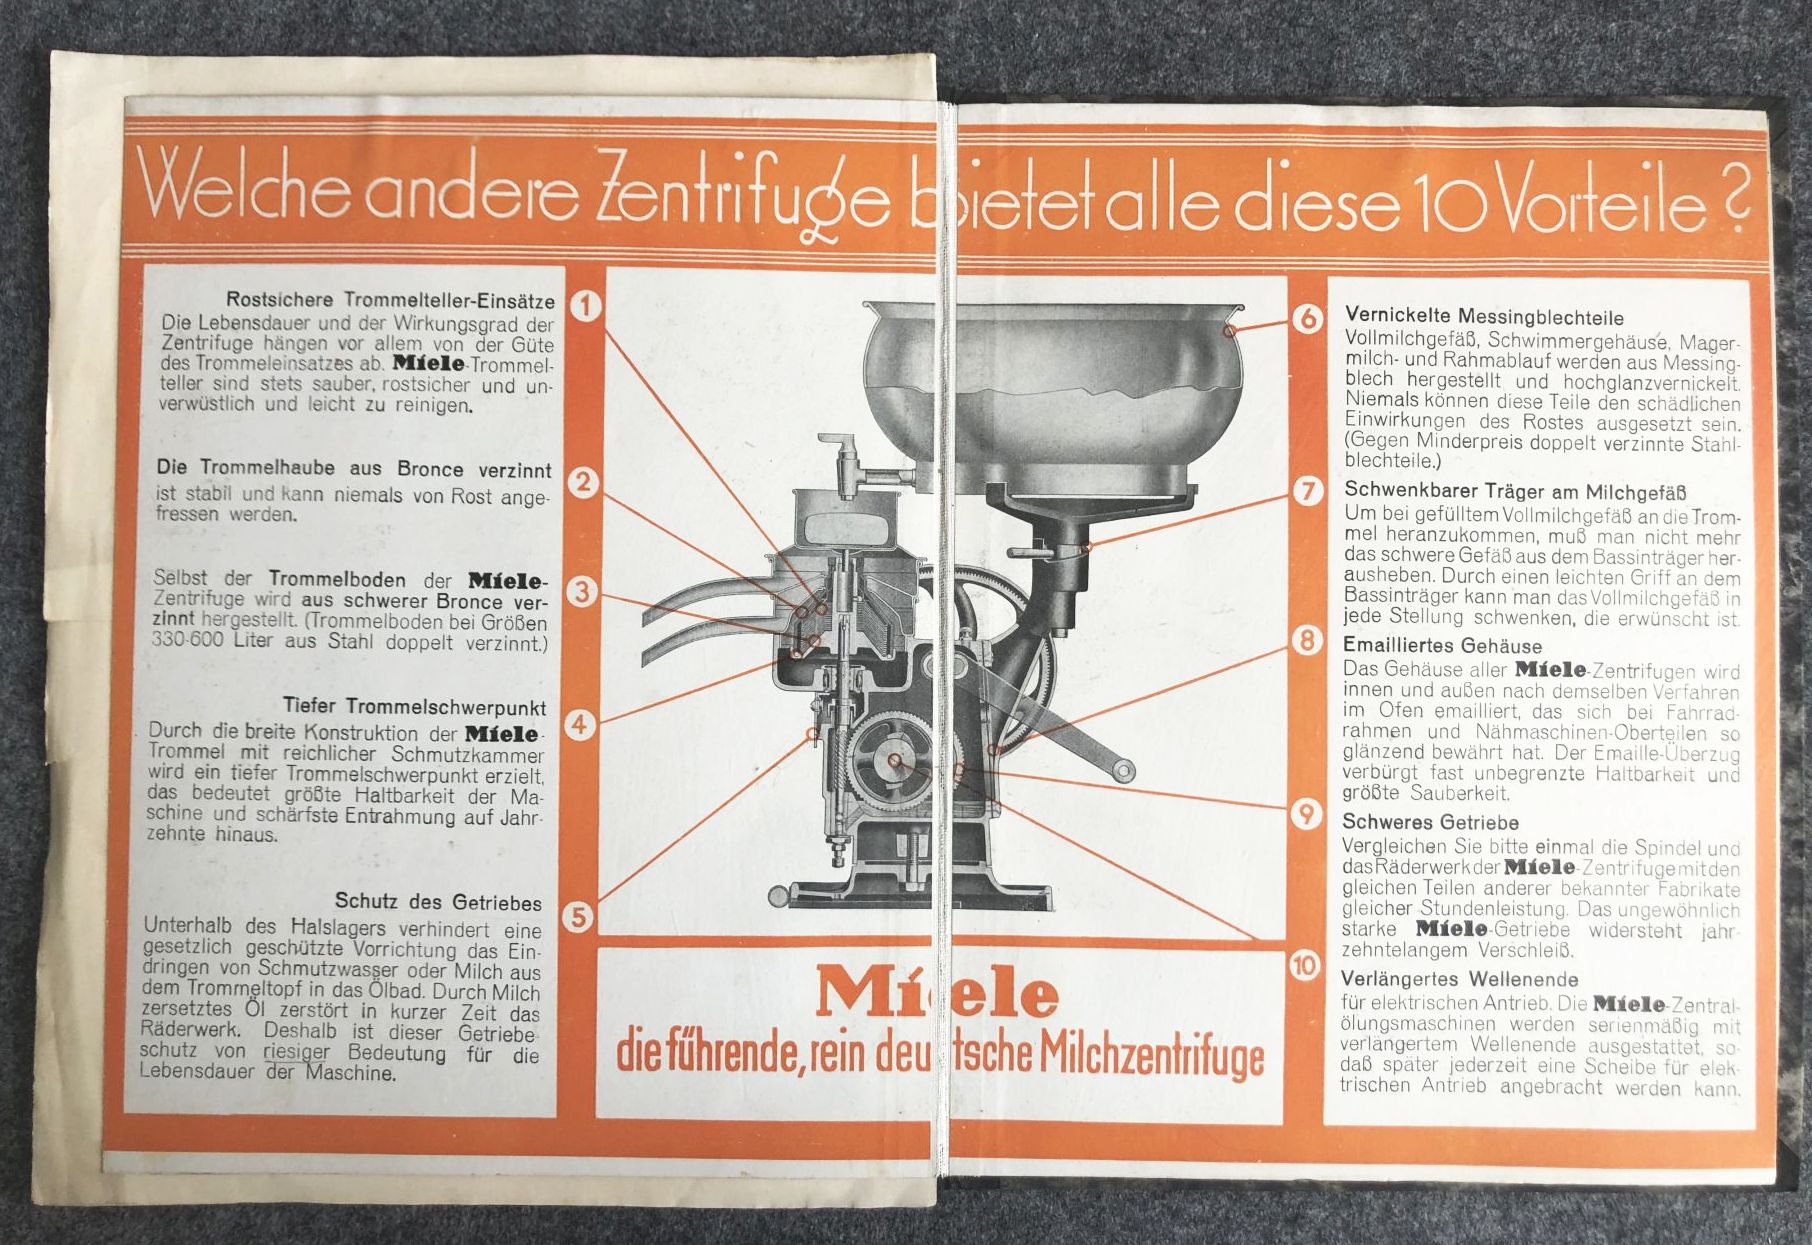 Welche andere Zentrifuge bietet alle diese 10 Vorteile?
1
Rostsichere Trommelteller-Einsätze
Die Lebensdauer und der Wirkungsgrad der
Zentrifuge hängen vor allem von der Güte
des Trommeleinsatzes ab. Miele-Trommel-
teller sind stets sauber, rostsicher und un-
verwüstlich und leicht zu reinigen.
2
Die Trommelhaube aus Bronce verzinnt
ist stabil und kann niemals von Rost ange-
fressen werden.
3
Selbst der Trommelboden der Miele-
Zentrifuge wird aus schwerer Bronce ver-
zinnt hergestellt. (Trommelboden bei Größen
330-600 Liter aus Stahl doppelt verzinnt.)
4
Tiefer Trommelschwerpunkt
Durch die breite Konstruktion der Miele-
Trommel mit reichlicher Schmutzkammer
wird ein tiefer Trommelschwerpunkt erzielt,
das bedeutet größte Haltbarkeit der Ma-
schine und schärfste Entrahmung auf Jahr-
zehnte hinaus.
5
Schutz des Getriebes
Unterhalb des Halslagers verhindert eine
gesetzlich geschützte Vorrichtung das Ein-
dringen von Schmutzwasser oder Milch aus
dem Trommeltopf in das Ölbad. Durch Milch
zersetztes Öl zerstört in kurzer Zeit das
Räderwerk. Deshalb ist dieser Getriebe-
schutz von riesiger Bedeutung für die
Lebensdauer der Maschine.
Miele
die führende, rein deutsche Milchzentrifuge
6
Vernickelte Messingblechteile
Vollmilchgefäß, Schwimmergehäuse, Mager-
milch- und Rahmablauf werden aus Messing-
blech hergestellt und hochglanzvernickelt.
Niemals können diese Teile den schädlichen
Einwirkungen des Rostes ausgesetzt sein.
(Gegen Minderpreis doppelt verzinnte Stahl-
blechteile.)
7
Schwenkbarer Träger am Milchgefäß
Um bei gefülltem Vollmilchgefäß an die Trom-
mel heranzukommen, muß man nicht mehr
das schwere Gefäß aus dem Bassinträger her-
ausheben. Durch einen leichten Griff an dem
Bassinträger kann man das Vollmilchgefäß in
jede Stellung schwenken, die erwünscht ist.
8
Emailliertes Gehäuse
Das Gehäuse aller Miele-Zentrifugen wird
innen und außen nach demselben Verfahren
im Ofen emailliert, das sich bei Fahrrad-
rahmen und Nähmaschinen-Oberteilen so
glänzend bewährt hat. Der Emaille-Überzug
verbürgt fast unbegrenzte Haltbarkeit und
größte Sauberkeit.
9
Schweres Getriebe
Vergleichen Sie bitte einmal die Spindel und
das Räderwerk der Miele-Zentrifuge mit den
gleichen Teilen anderer bekannter Fabrikate
gleicher Stundenleistung. Das ungewöhnlich
starke Miele-Getriebe widersteht jahr-
zehntelangem Verschleiß.
10
Verlängertes Wellenende
für elektrischen Antrieb. Die Miele-Zentral-
ölungsmaschinen werden serienmäßig mit
verlängertem Wellenende ausgestattet, so-
daß später jederzeit eine Scheibe für elek-
trischen Antrieb angebracht werden kann.